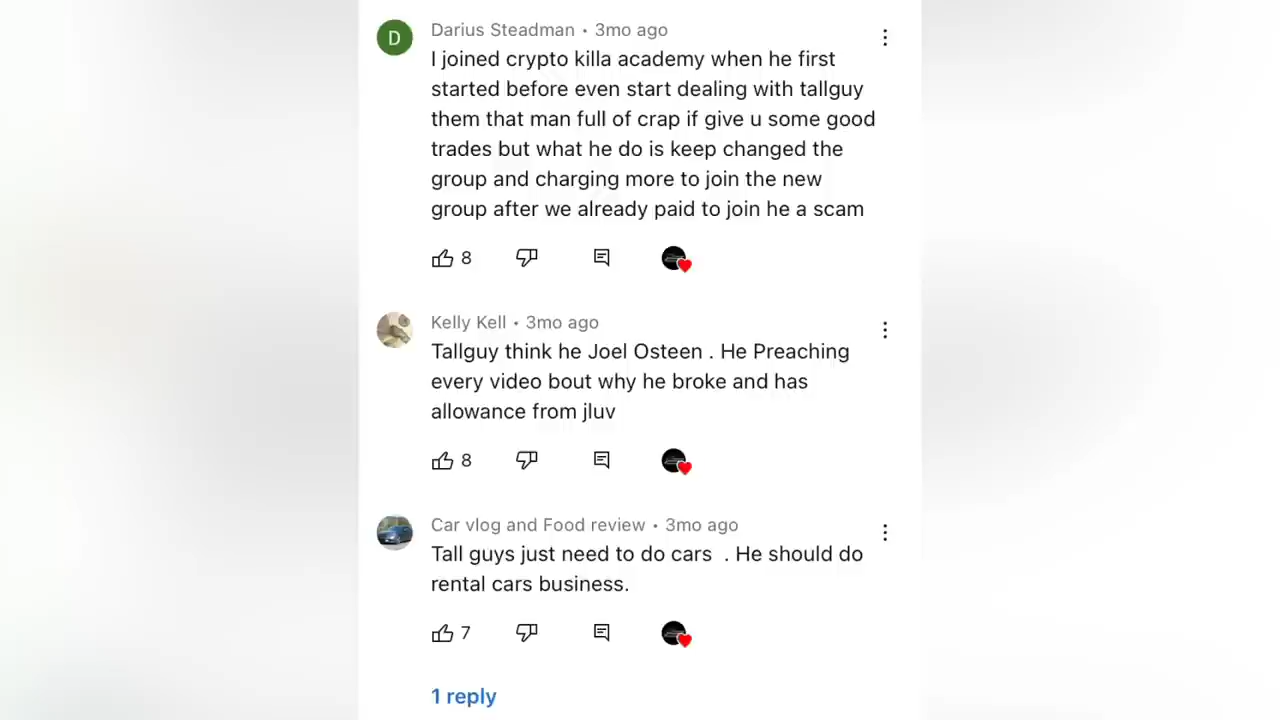 D
Darius Steadman • 3mo ago
I joined crypto killa academy when he first
started before even start dealing with tallguy
them that man full of crap if give u some good
trades but what he do is keep changed the
group and charging more to join the new
group after we already paid to join he a scam
8
Kelly Kell • 3mo ago
Tallguy think he Joel Osteen . He Preaching
every video bout why he broke and has
allowance from jluv
8
Car vlog and Food review • 3mo ago
Tall guys just need to do cars  . He should do
rental cars business.
7
1 reply